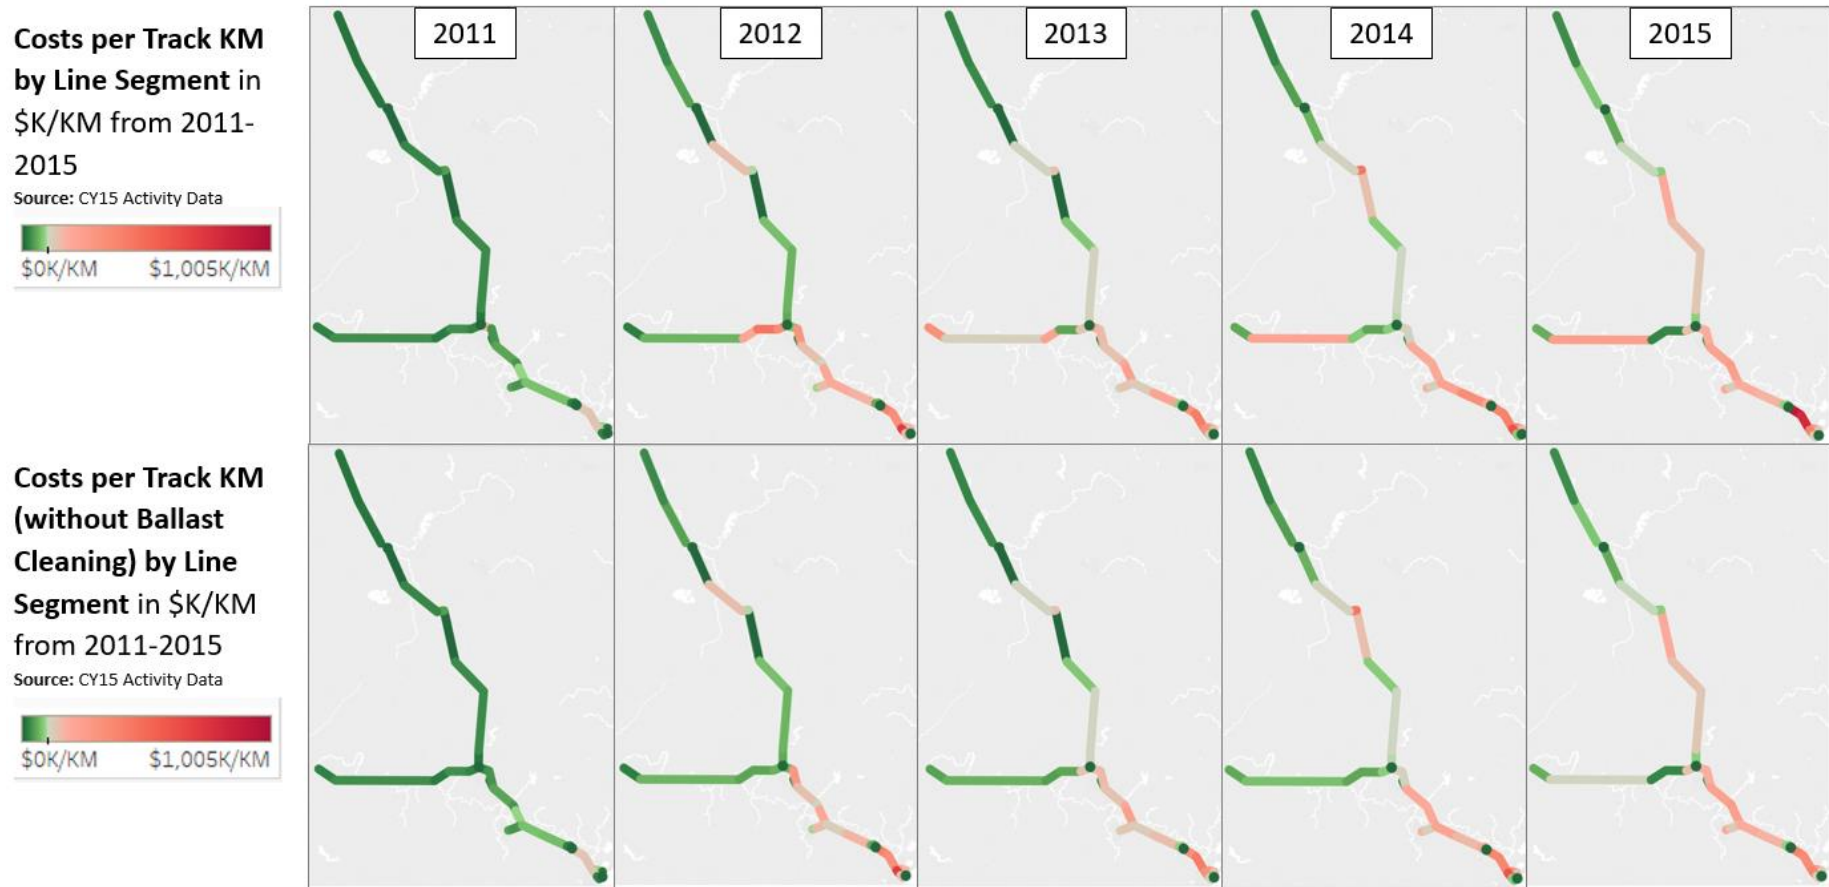 Costs per Track KM
by Line Segment in
$K/KM from 2011-
2015
Source: CY15 Activity Data
$0K/KM $1,005K/KM
2011
2012
2013
2014
2015
Costs per Track KM
(without Ballast
Cleaning) by Line
Segment in $K/KM
from 2011-2015
Source: CY15 Activity Data
$0K/KM $1,005K/KM